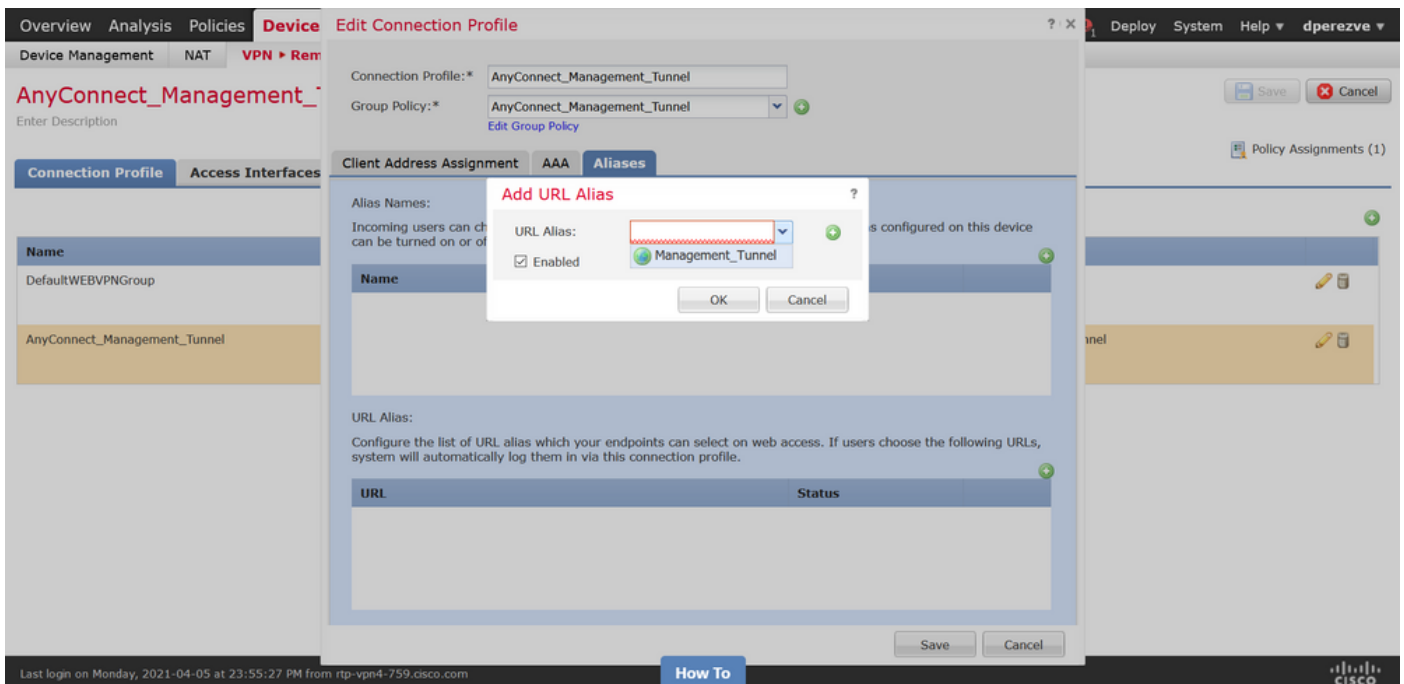 Overview Analysis Policies Device
Edit Connection Profile
? X
1 Deploy System Help ▾ dperezve ▾
Device Management NAT VPN ▸ Rem
Connection Profile:* AnyConnect_Management_Tunnel
AnyConnect_Management_
Save Cancel
Group Policy:* AnyConnect_Management_Tunnel
Enter Description
Edit Group Policy
Policy Assignments (1)
Client Address Assignment AAA Aliases
Connection Profile Access Interfaces
Add URL Alias ?
Alias Names:
Incoming users can ch
s configured on this device
can be turned on or of
URL Alias:
Management_Tunnel
Enabled
Name
Name
OK Cancel
DefaultWEBVPNGroup
AnyConnect_Management_Tunnel
nnel
URL Alias:
Configure the list of URL alias which your endpoints can select on web access. If users choose the following URLs,
system will automatically log them in via this connection profile.
URL Status
Save Cancel
Last login on Monday, 2021-04-05 at 23:55:27 PM from rtp-vpn4-759.cisco.com
How To
CISCO